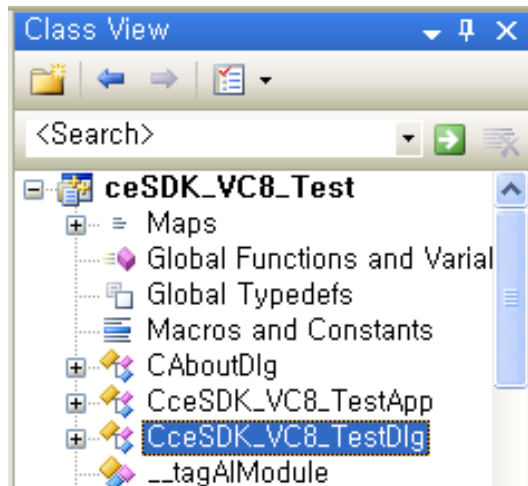 Class View
<Search>
ceSDK_VC8_Test
Maps
Global Functions and Varial
Global Typedefs
Macros and Constants
CAboutDlg
CceSDK_VC8_TestApp
CceSDK_VC8_TestDlg
__tagAIModule